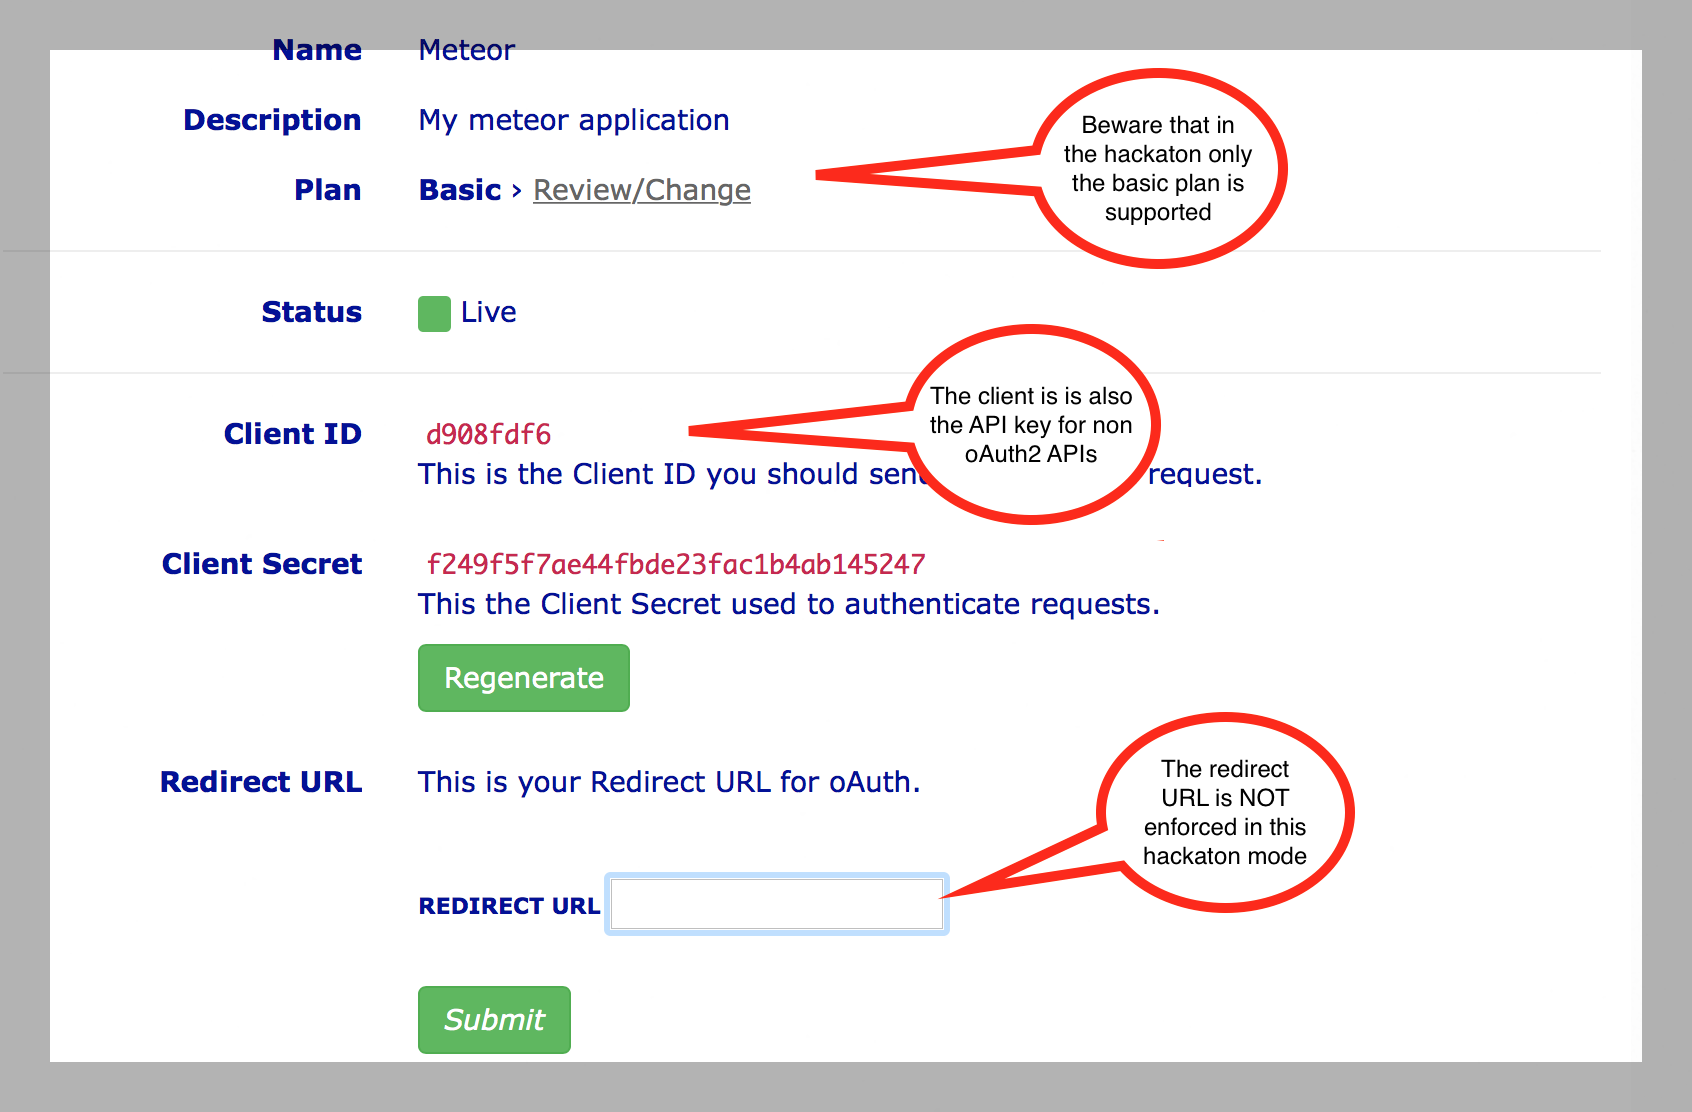 Name Meteor
Description My meteor application
Plan Basic › Review/Change
Beware that in
the hackaton only
the basic plan is
supported
Status Live
Client ID d908fdf6
This is the Client ID you should request.
The client is is also
the API key for non
oAuth2 APIs
Client Secret f249f5f7ae44fbde23fac1b4ab145247
This the Client Secret used to authenticate requests.
Regenerate
Redirect URL This is your Redirect URL for oAuth.
The redirect
URL is NOT
enforced in this
hackaton mode
REDIRECT URL
Submit